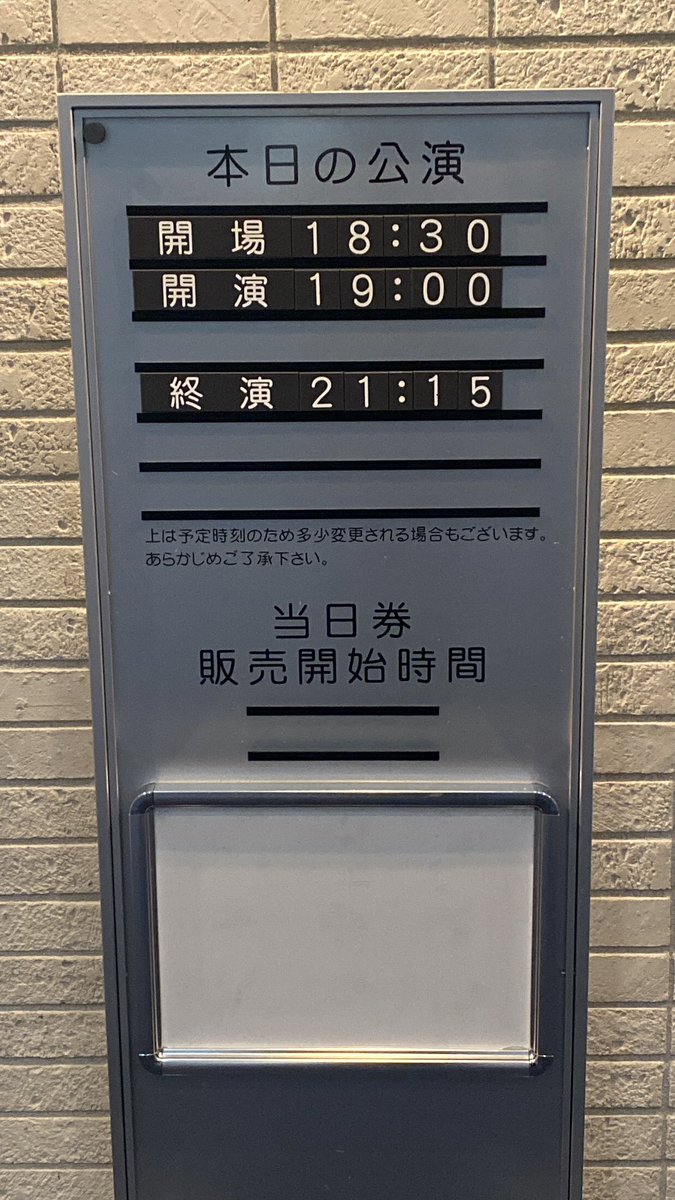 本日の公演
開場 18:30
開演 19:00
終演 21:15
上は予定時刻のため多少変更される場合もございます。
あらかじめご了承下さい。
当日券
販売開始時間